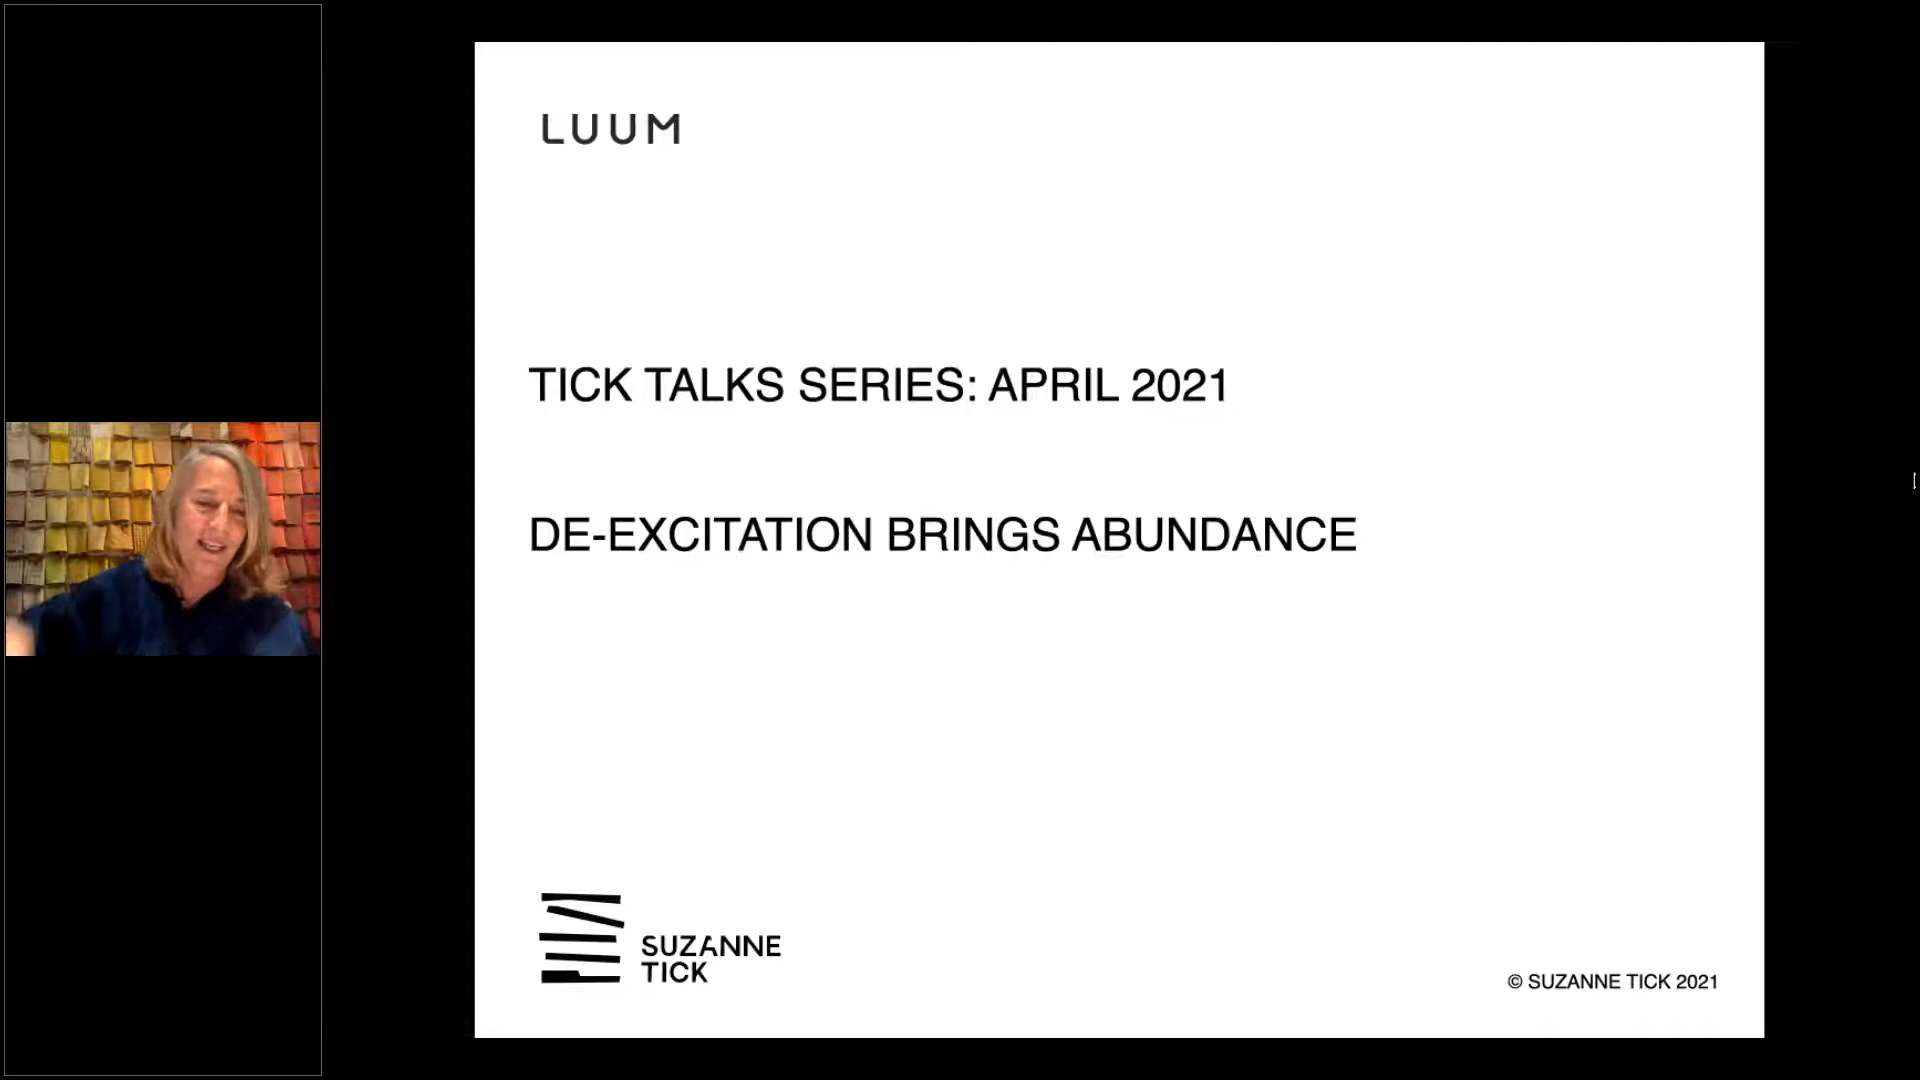 LUUM
TICK TALKS SERIES: APRIL 2021
DE-EXCITATION BRINGS ABUNDANCE
SUZANNE
TICK
© SUZANNE TICK 2021